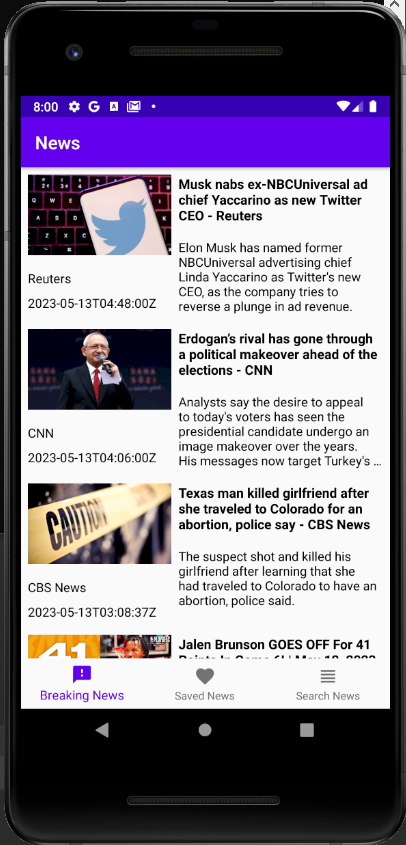 8:00
News
Musk nabs ex-NBCUniversal ad
chief Yaccarino as new Twitter
CEO - Reuters
Elon Musk has named former
NBCUniversal advertising chief
Linda Yaccarino as Twitter's new
CEO, as the company tries to
reverse a plunge in ad revenue.
Reuters
2023-05-13T04:48:00Z
Erdogan's rival has gone through
a political makeover ahead of the
elections - CNN
Analysts say the desire to appeal
to today's voters has seen the
presidential candidate undergo an
image makeover over the years.
His messages now target Turkey's …
CNN
2023-05-13T04:06:00Z
Texas man killed girlfriend after
she traveled to Colorado for an
abortion, police say - CBS News
The suspect shot and killed his
girlfriend after learning that she
had traveled to Colorado to have an
abortion, police said.
CAUTION
CBS News
2023-05-13T03:08:37Z
41
Jalen Brunson GOES OFF For 41
Breaking News
Saved News
Search News